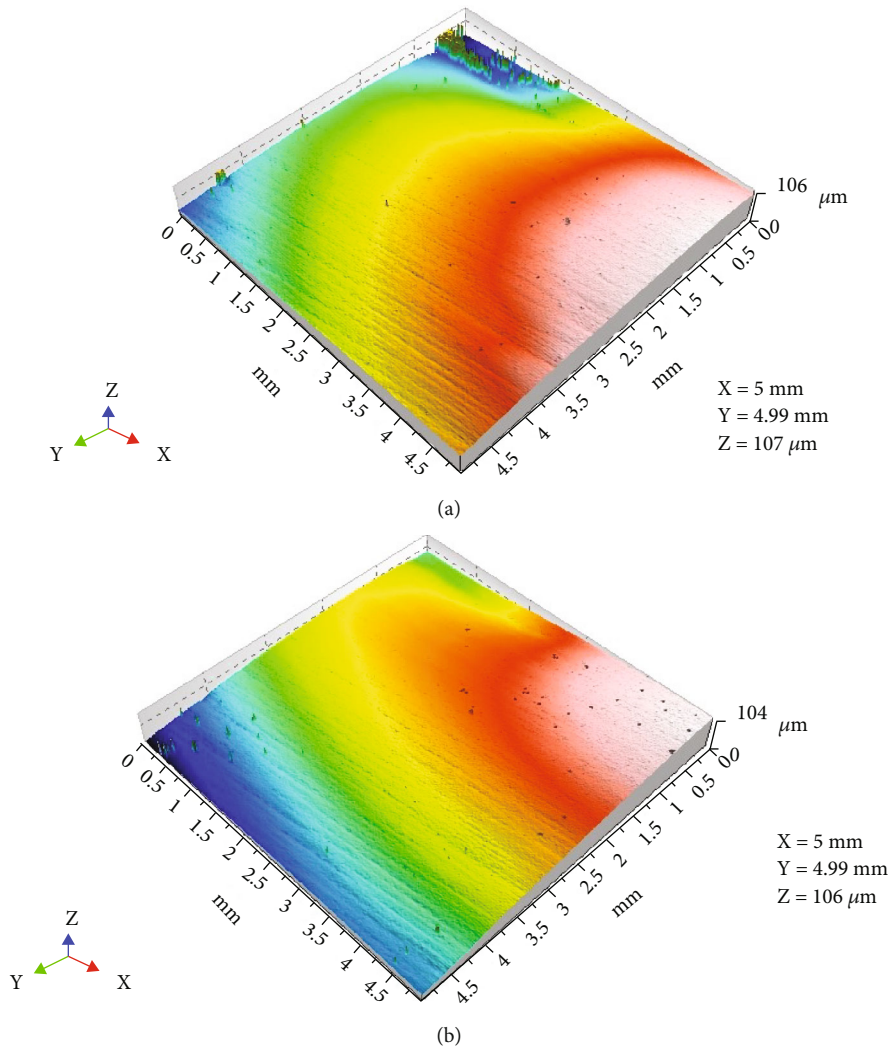 106 μm
0 0.5 1 1.5 2 2.5 3 3.5 4 4.5
mm
00 0.5 1 1.5 2 2.5 3 3.5 4 4.5
mm
Z
Y X
X = 5 mm
Y = 4.99 mm
Z = 107 μm
(a)
104 μm
0 0.5 1 1.5 2 2.5 3 3.5 4 4.5
mm
00 0.5 1 1.5 2 2.5 3 3.5 4 4.5
mm
Z
Y X
X = 5 mm
Y = 4.99 mm
Z = 106 μm
(b)